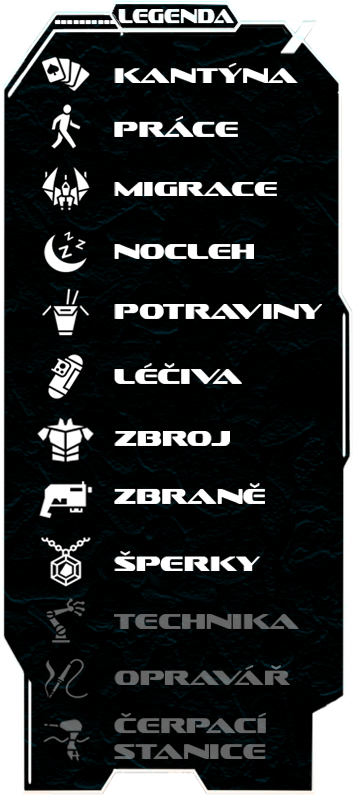 LEGENDA
KANTÝNA
PRÁCE
MIGRACE
NOCLEH
POTRAVINY
LÉČIVA
ZBROJ
ZBRANĚ
ŠPERKY
TECHNIKA
OPRAVÁŘ
ČERPACÍ
STANICE